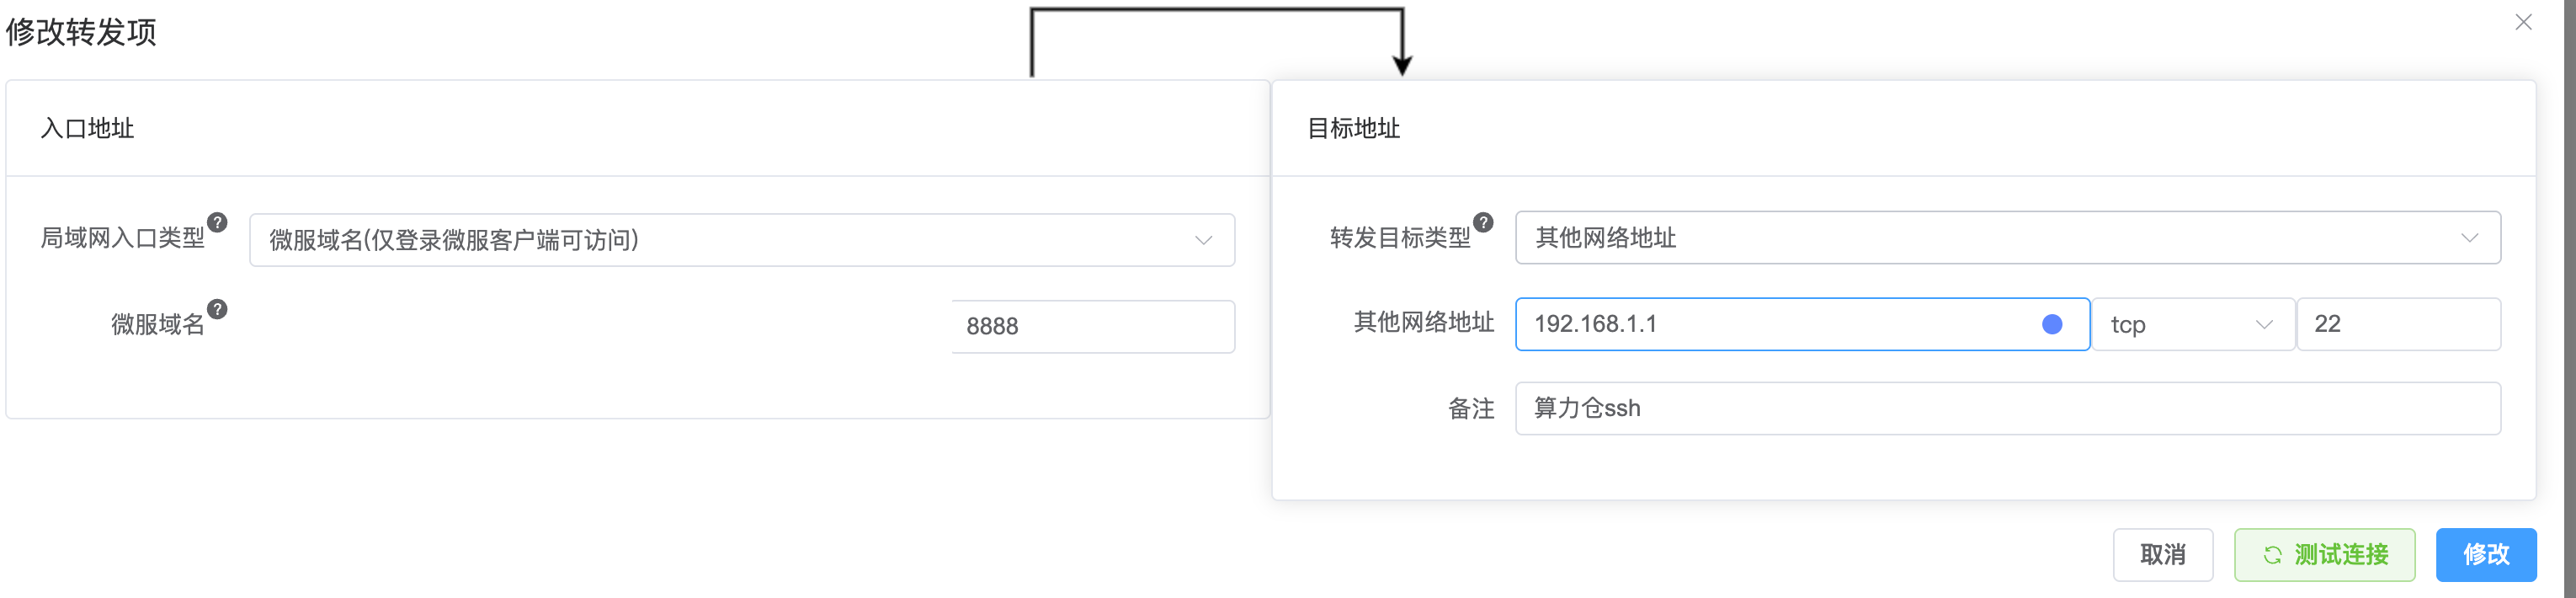 修改转发项
入口地址
局域网入口类型 ? 微服域名(仅登录微服客户端可访问)
微服域名 ? 8888
目标地址
转发目标类型 ? 其他网络地址
其他网络地址 192.168.1.1 tcp 22
备注 算力仓ssh
取消 测试连接 修改